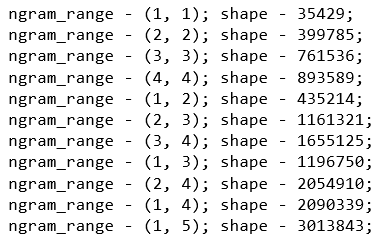 ngram_range - (1, 1); shape - 35429;
ngram_range - (2, 2); shape - 399785;
ngram_range - (3, 3); shape - 761536;
ngram_range - (4, 4); shape - 893589;
ngram_range - (1, 2); shape - 435214;
ngram_range - (2, 3); shape - 1161321;
ngram_range - (3, 4); shape - 1655125;
ngram_range - (1, 3); shape - 1196750;
ngram_range - (2, 4); shape - 2054910;
ngram_range - (1, 4); shape - 2090339;
ngram_range - (1, 5); shape - 3013843;